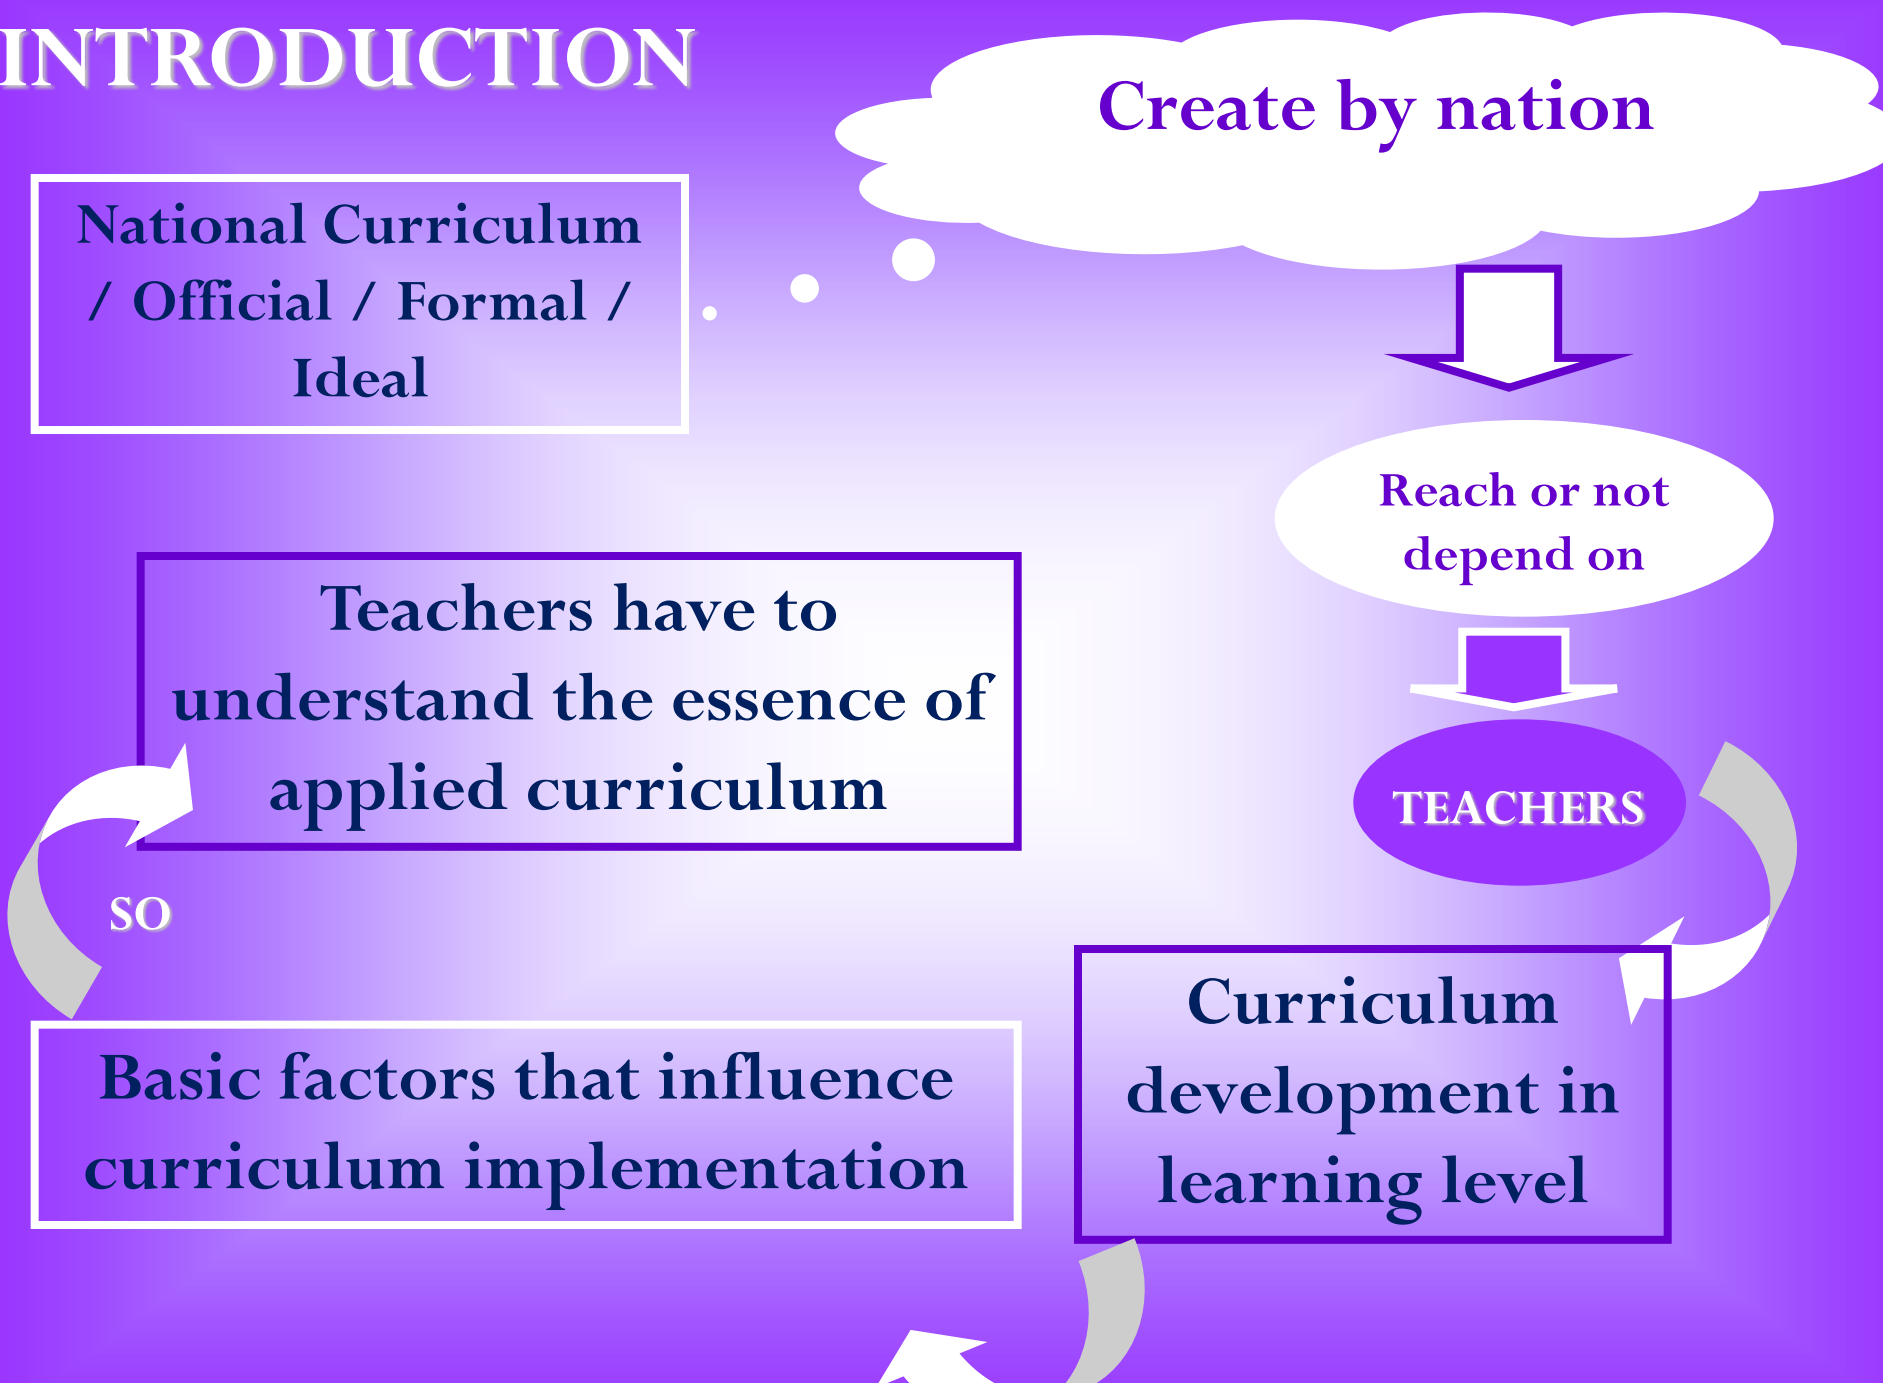 INTRODUCTION
Create by nation
National Curriculum
/ Official / Formal /
Ideal
Reach or not
depend on
TEACHERS
Curriculum
development in
learning level
Basic factors that influence
curriculum implementation
SO
Teachers have to
understand the essence of
applied curriculum